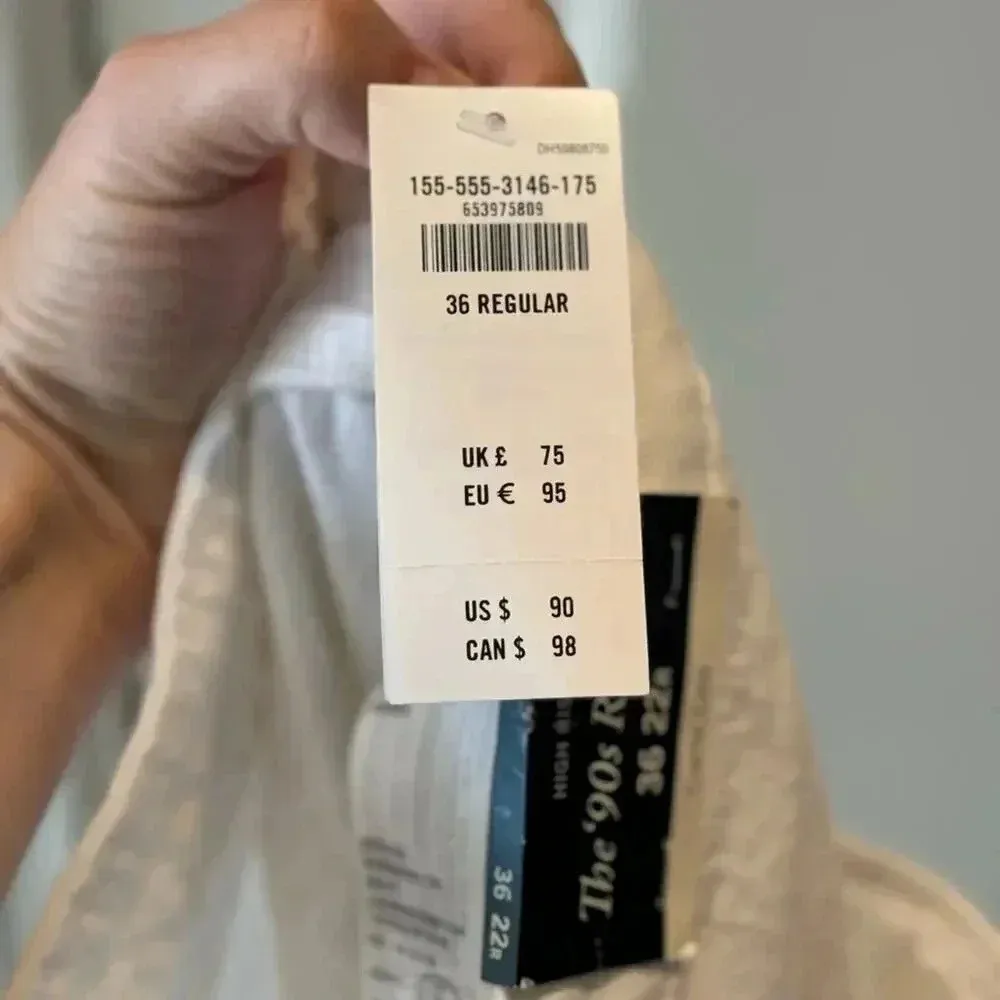 155-555-3146-175
653975809
36 REGULAR
UK £ 75
EU € 95
US $ 90
CAN $ 98
HIGH
The '90s R
36 22R
36 22R